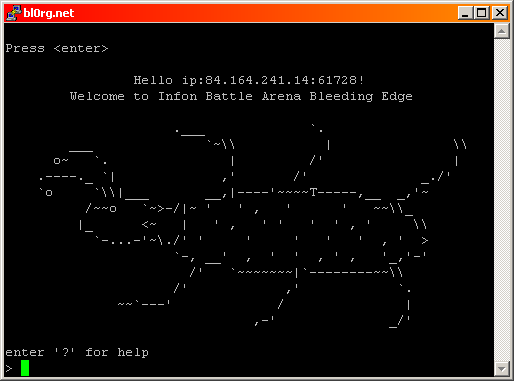 bl0rg.net
Press <enter>
Hello ip:84.164.241.14:61728!
Welcome to Infon Battle Arena Bleeding Edge
enter '?' for help
>